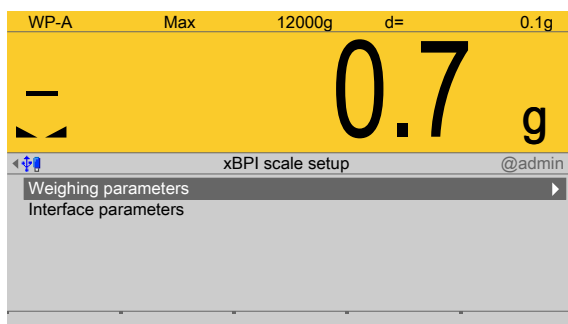 WP-A Max 12000g d= 0.1g
– 0.7 g
xBPI scale setup @admin
Weighing parameters
Interface parameters